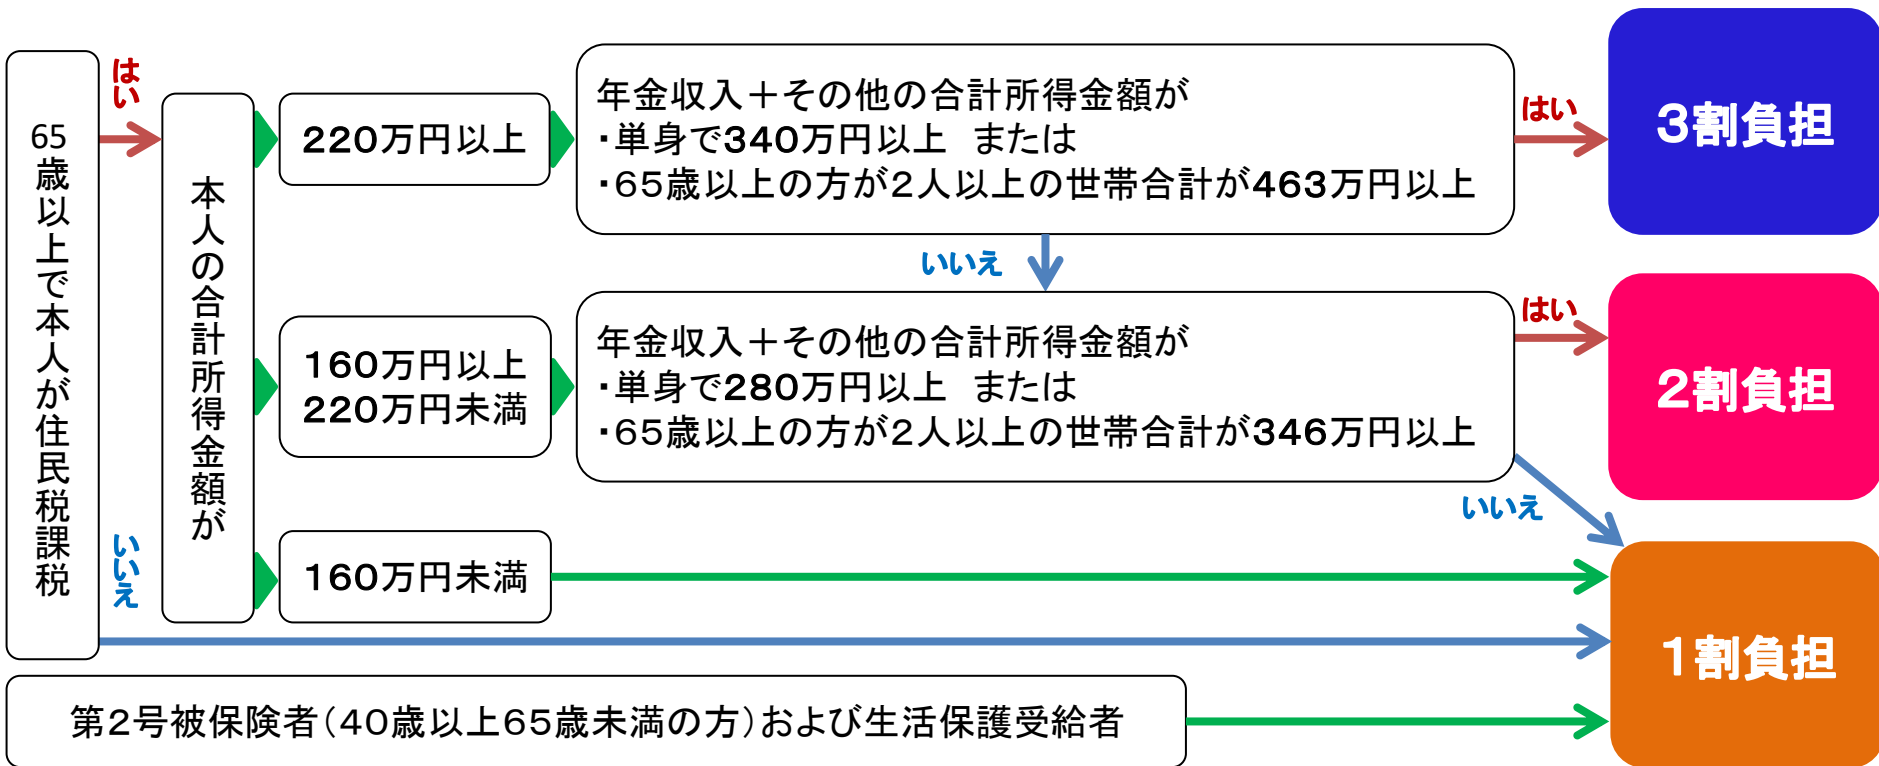 65歳以上で本人が住民税課税
はい
いいえ
本人の合計所得金額が
220万円以上
年金収入＋その他の合計所得金額が
・単身で340万円以上　または
・65歳以上の方が2人以上の世帯合計が463万円以上
はい
3割負担
いいえ
160万円以上
220万円未満
年金収入＋その他の合計所得金額が
・単身で280万円以上　または
・65歳以上の方が2人以上の世帯合計が346万円以上
はい
2割負担
いいえ
160万円未満
1割負担
第2号被保険者（40歳以上65歳未満の方）および生活保護受給者